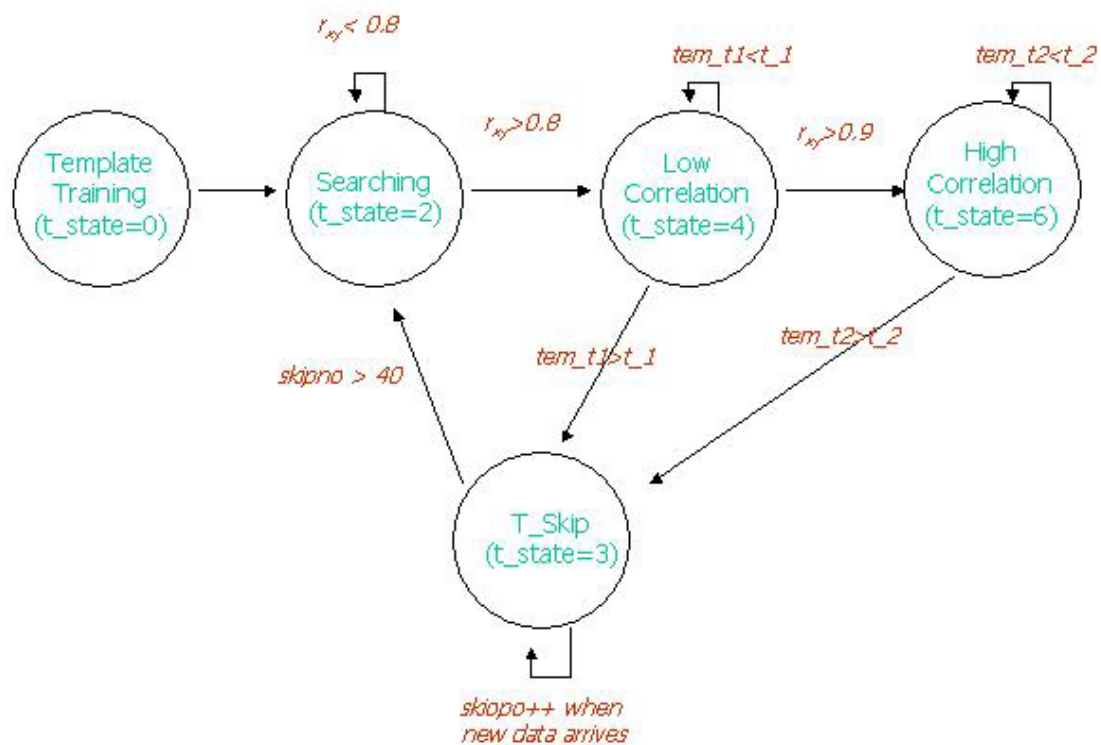 r_xy < 0.8
tem_t1<t_1
tem_t2<t_2
r_xy>0.8
r_xy>0.9
Template
Training
(t_state=0)
Searching
(t_state=2)
Low
Correlation
(t_state=4)
High
Correlation
(t_state=6)
skipno > 40
tem_t1>t_1
tem_t2>t_2
T_Skip
(t_state=3)
skiopo++ when
new data arrives